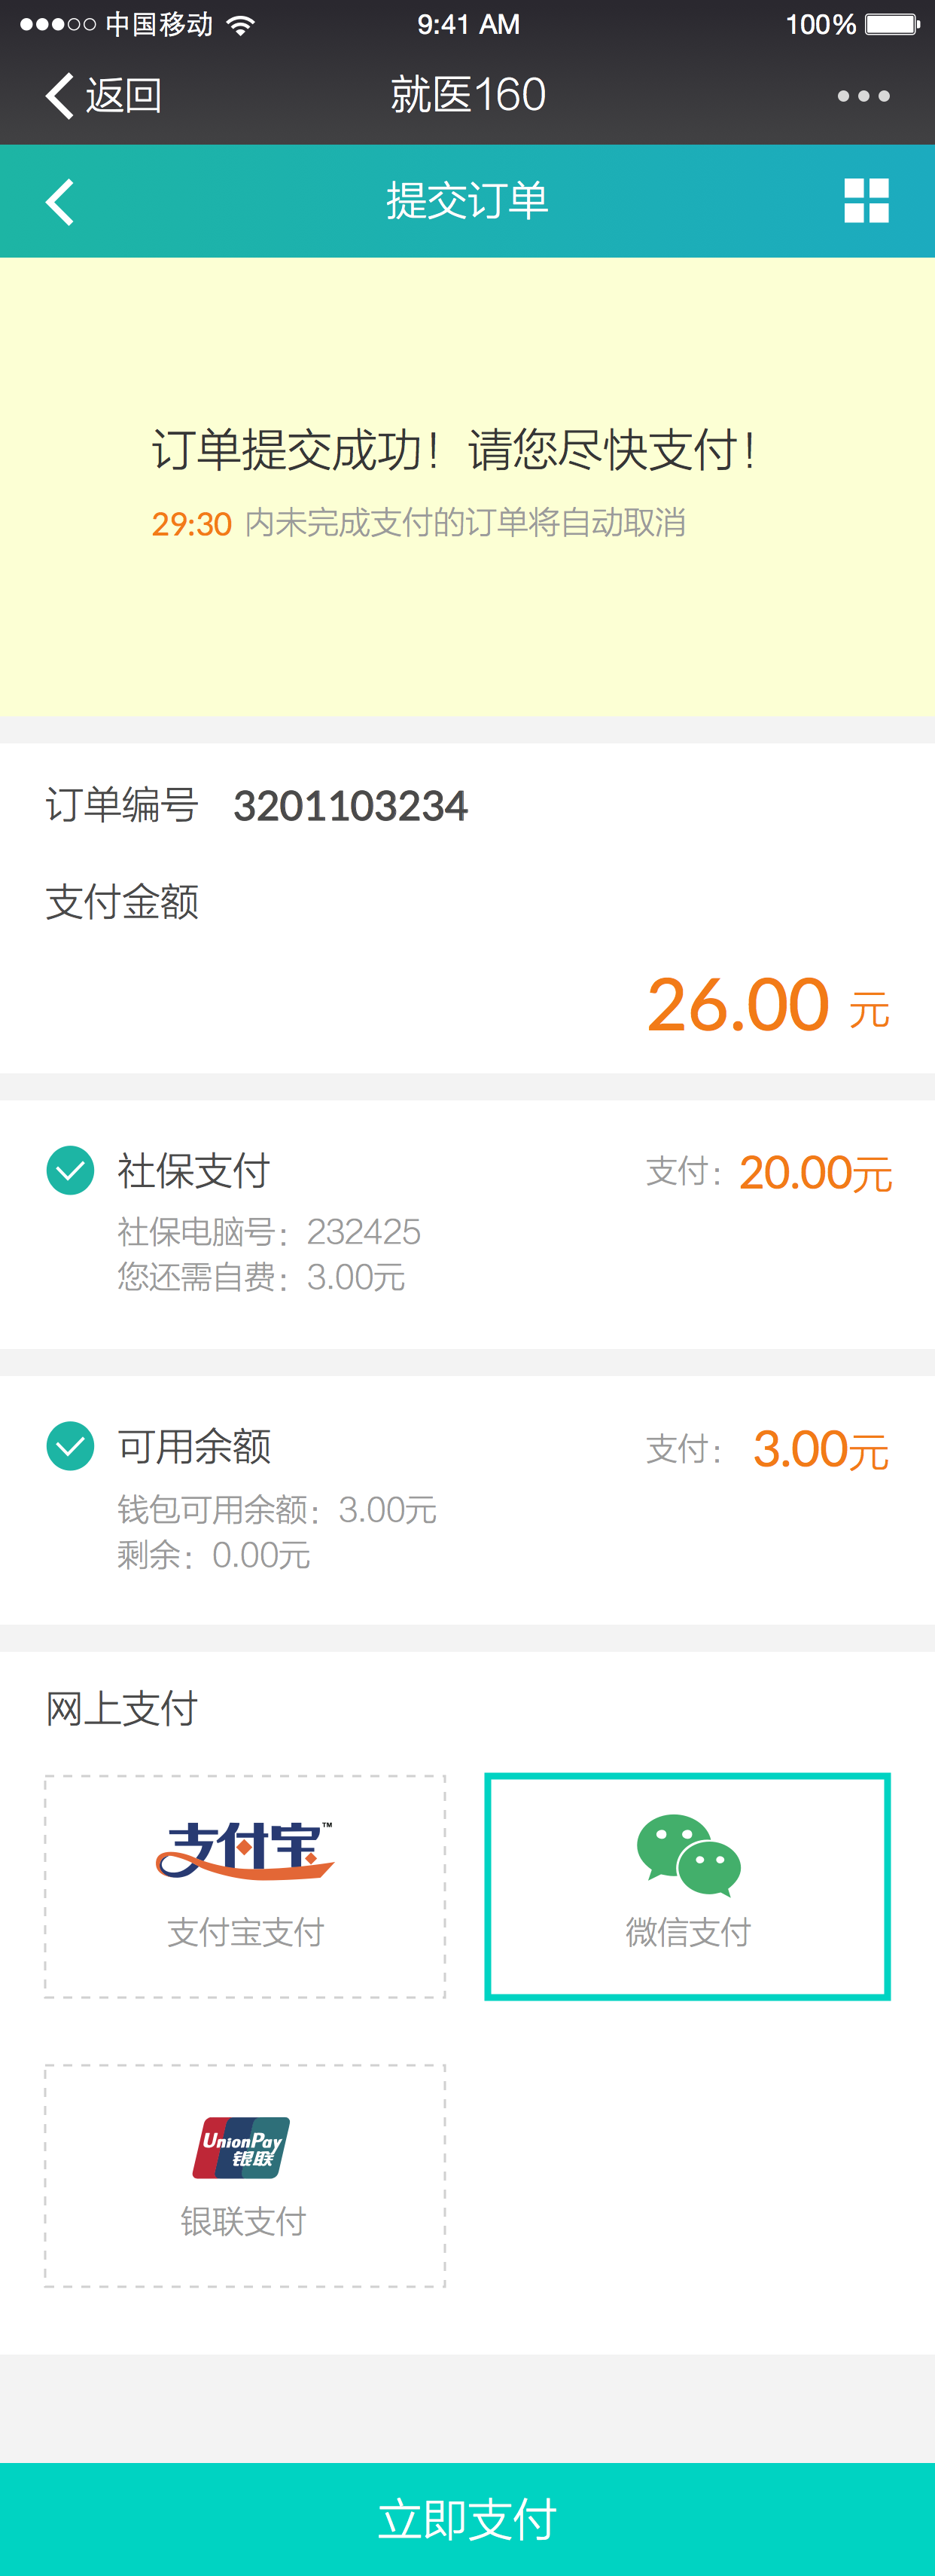 中国移动 9:41 AM 100%
返回 就医160
提交订单
订单提交成功！请您尽快支付！
29:30 内未完成支付的订单将自动取消
订单编号 3201103234
支付金额
26.00 元
社保支付 支付：20.00元
社保电脑号：232425
您还需自费：3.00元
可用余额 支付：3.00元
钱包可用余额：3.00元
剩余：0.00元
网上支付
支付宝™
支付宝支付
微信支付
UnionPay
银联
银联支付
立即支付